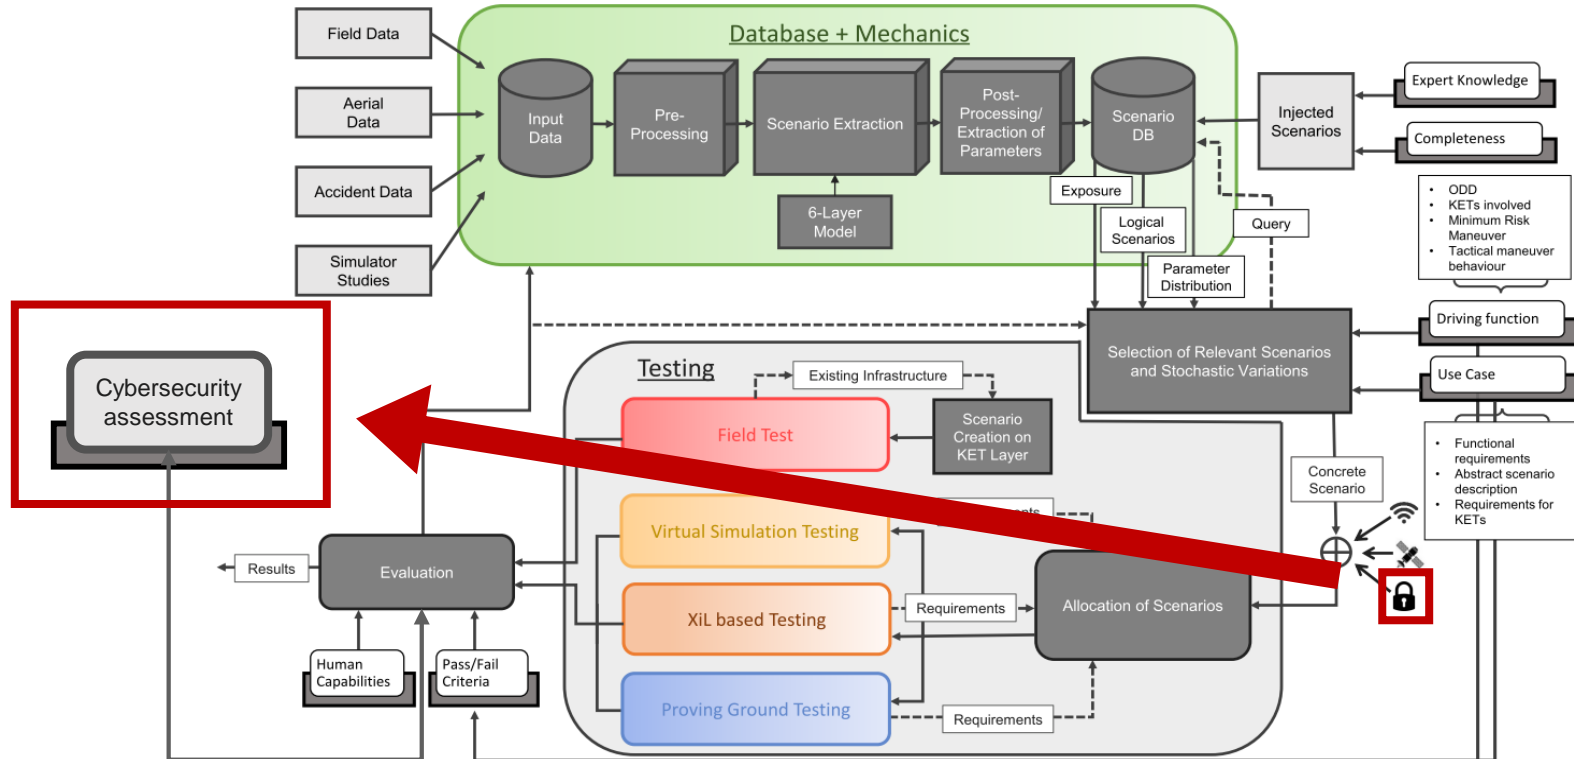 Field Data
Aerial
Data
Accident Data
Simulator
Studies
Database + Mechanics
Input
Data
Pre-
Processing
Scenario Extraction
Post-
Processing/
Extraction of
Parameters
Scenario
DB
6-Layer
Model
Injected
Scenarios
Expert Knowledge
Completeness
Exposure
Logical
Scenarios
Parameter
Distribution
Query
• ODD
• KETs involved
• Minimum Risk
Maneuver
• Tactical maneuver
behaviour
Driving function
Use Case
Selection of Relevant Scenarios
and Stochastic Variations
• Functional
requirements
• Abstract scenario
description
• Requirements for
KETs
Concrete
Scenario
Cybersecurity
assessment
Testing
Existing Infrastructure
Field Test
Scenario
Creation on
KET Layer
Virtual Simulation Testing
XiL based Testing
Requirements
Allocation of Scenarios
Proving Ground Testing
Requirements
Results
Evaluation
Human
Capabilities
Pass/Fail
Criteria